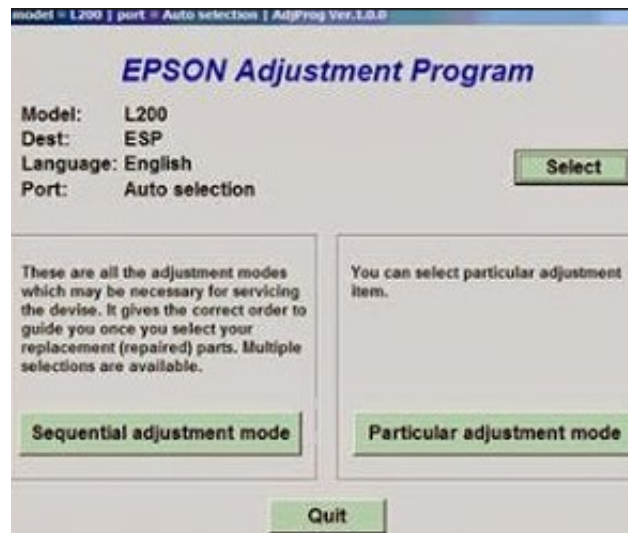 model = L200 | port = Auto selection | AdjProg Ver.1.0.0
EPSON Adjustment Program
Model: L200
Dest: ESP
Language: English
Port: Auto selection
Select
These are all the adjustment modes
which may be necessary for servicing
the devise. It gives the correct order to
guide you once you select your
replacement (repaired) parts. Multiple
selections are available.
Sequential adjustment mode
You can select particular adjustment
item.
Particular adjustment mode
Quit